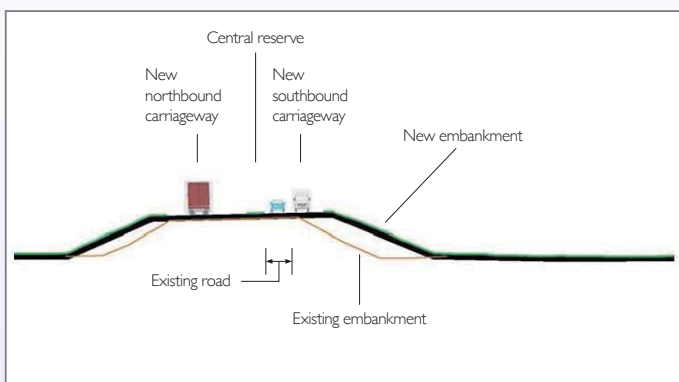 Central reserve
New
northbound
carriageway
New
southbound
carriageway
New embankment
Existing road
Existing embankment